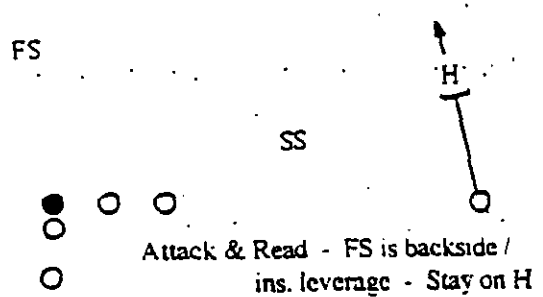 FS
H
SS
Attack & Read - FS is backside /
ins. leverage - Stay on H